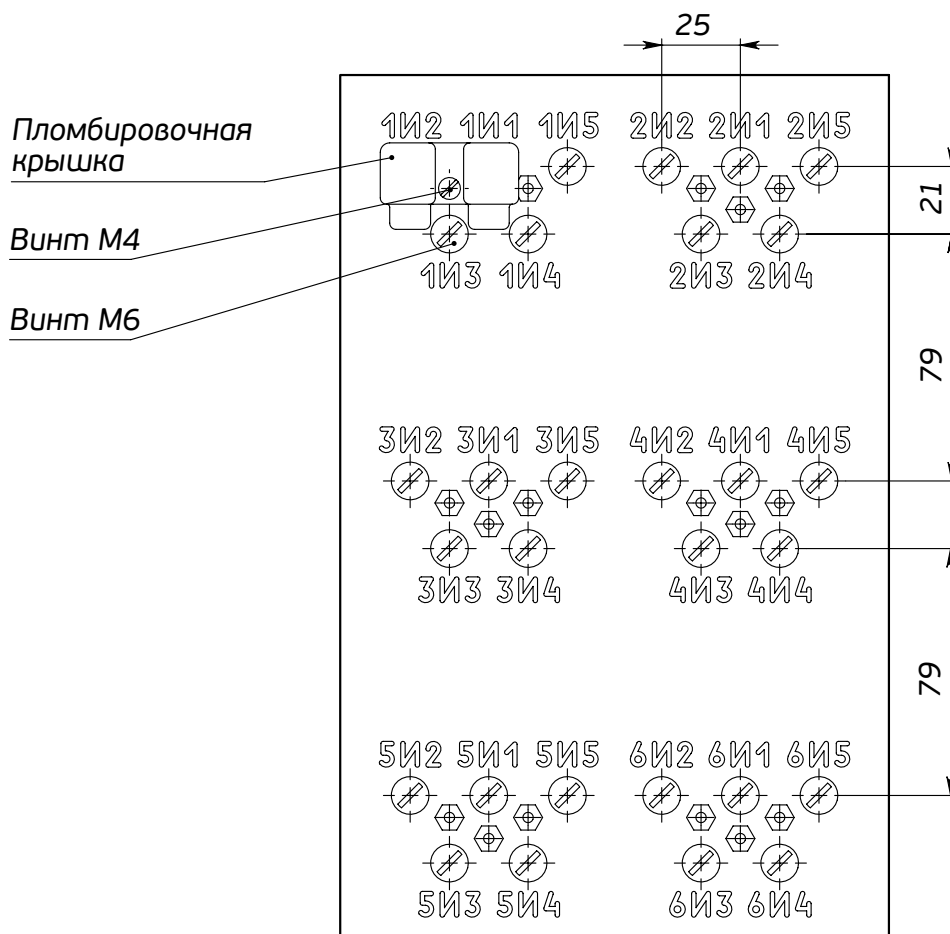 25
Пломбировочная
крышка
1И2 1И1 1И5 2И2 2И1 2И5
21
Винт М4
1И3 1И4 2И3 2И4
Винт М6
79
3И2 3И1 3И5 4И2 4И1 4И5
3И3 3И4 4И3 4И4
79
5И2 5И1 5И5 6И2 6И1 6И5
5И3 5И4 6И3 6И4